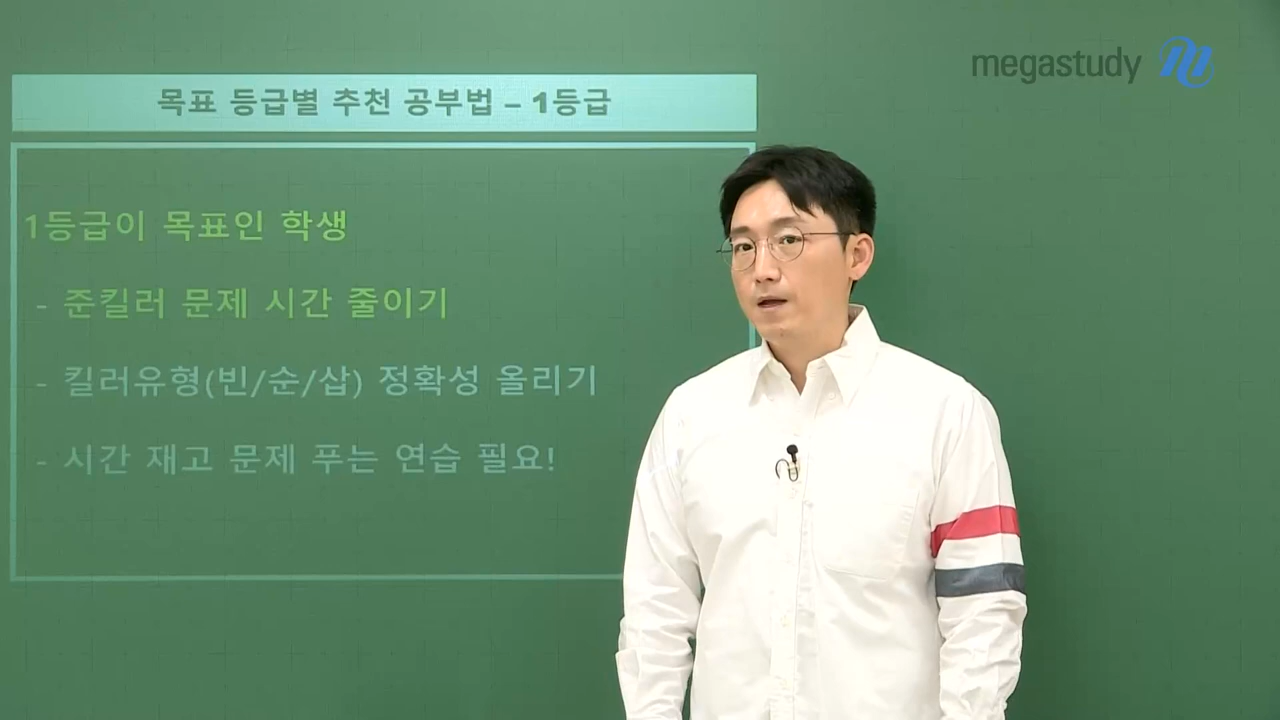 megastudy
목표 등급별 추천 공부법 – 1등급
1등급이 목표인 학생
- 준킬러 문제 시간 줄이기
- 킬러유형(빈/순/삽) 정확성 올리기
- 시간 재고 문제 푸는 연습 필요!